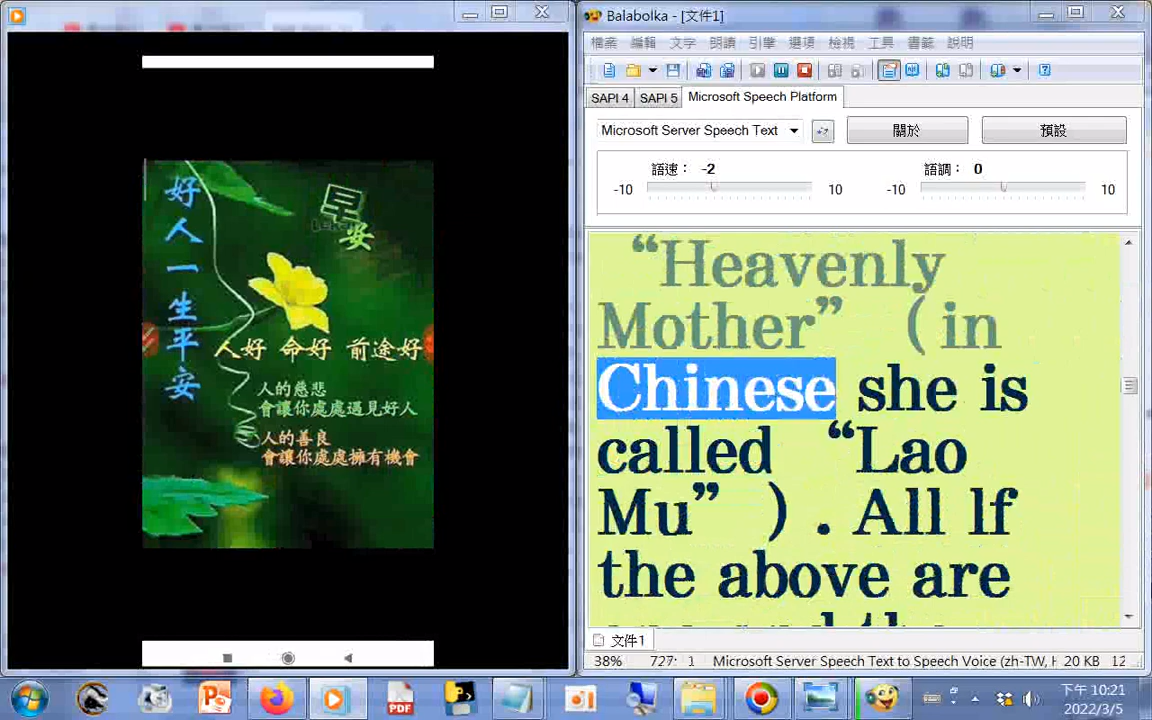 好人一生平安
早安
人好 命好 前途好
人的慈悲
會讓你處處遇見好人
人的善良
會讓你處處擁有機會
Balabolka - [文件1]
檔案 編輯 文字 朗讀 引擎 選項 檢視 工具 書籤 說明
SAPI 4 SAPI 5 Microsoft Speech Platform
Microsoft Server Speech Text 關於 預設
語速： -2 語調： 0
-10 10 -10 10
“Heavenly
Mother” (in
Chinese she is
called “Lao
Mu” ) . All lf
the above are
文件1
38% 727: 1 Microsoft Server Speech Text to Speech Voice (zh-TW, H 20 KB 12
PDF
下午 10:21
2022/3/5